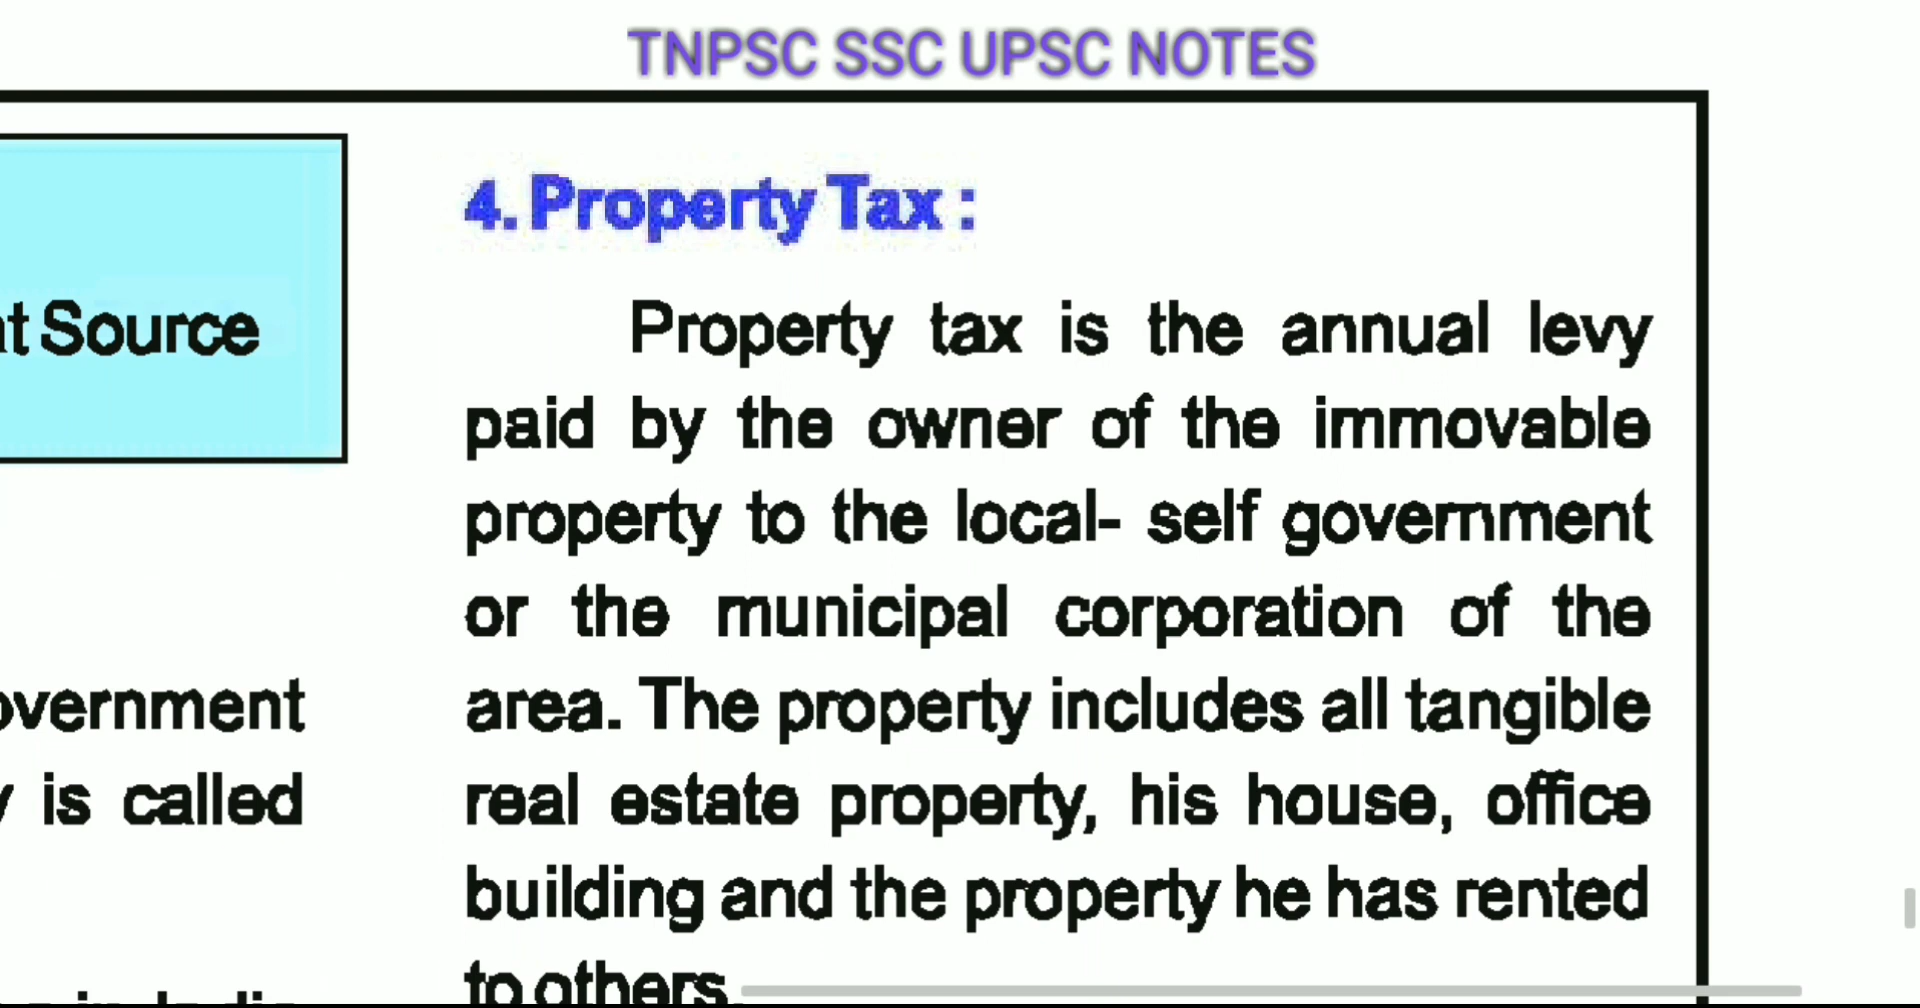 TNPSC SSC UPSC NOTES
Source
is called
4. Property Tax :
Property tax is the annual levy
paid by the owner of the immovable
property to the local- self government
or the municipal corporation of the
area. The property includes all tangible
real estate property, his house, office
building and the property he has rented
to others.